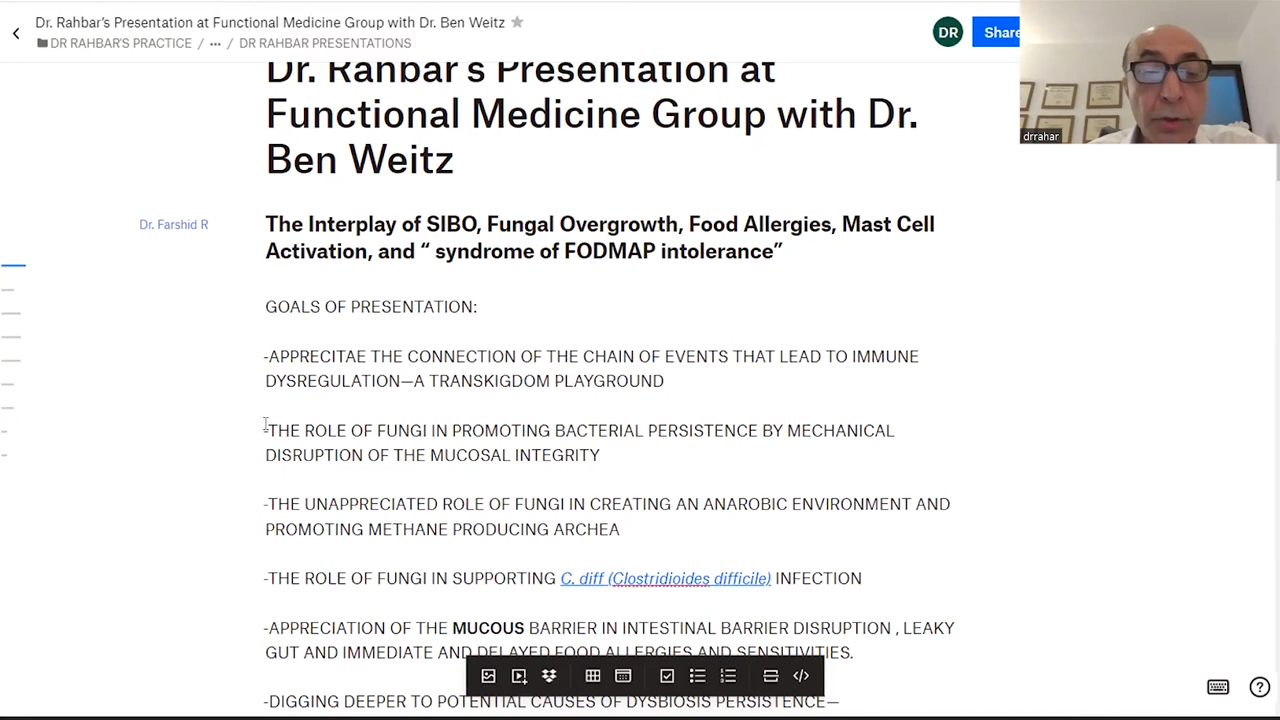 Dr. Rahbar's Presentation at Functional Medicine Group with Dr. Ben Weitz
DR RAHBAR'S PRACTICE / ••• / DR RAHBAR PRESENTATIONS
DR
Share
drrahar
Dr. Rahbar's Presentation at
Functional Medicine Group with Dr.
Ben Weitz
Dr. Farshid R
The Interplay of SIBO, Fungal Overgrowth, Food Allergies, Mast Cell
Activation, and “ syndrome of FODMAP intolerance”
GOALS OF PRESENTATION:
-APPRECITAE THE CONNECTION OF THE CHAIN OF EVENTS THAT LEAD TO IMMUNE
DYSREGULATION—A TRANSKIGDOM PLAYGROUND
-THE ROLE OF FUNGI IN PROMOTING BACTERIAL PERSISTENCE BY MECHANICAL
DISRUPTION OF THE MUCOSAL INTEGRITY
-THE UNAPPRECIATED ROLE OF FUNGI IN CREATING AN ANAROBIC ENVIRONMENT AND
PROMOTING METHANE PRODUCING ARCHEA
-THE ROLE OF FUNGI IN SUPPORTING C. diff (Clostridioides difficile) INFECTION
-APPRECIATION OF THE MUCOUS BARRIER IN INTESTINAL BARRIER DISRUPTION , LEAKY
GUT AND IMMEDIATE AND DELAYED FOOD ALLERGIES AND SENSITIVITIES.
-DIGGING DEEPER TO POTENTIAL CAUSES OF DYSBIOSIS PERSISTENCE—